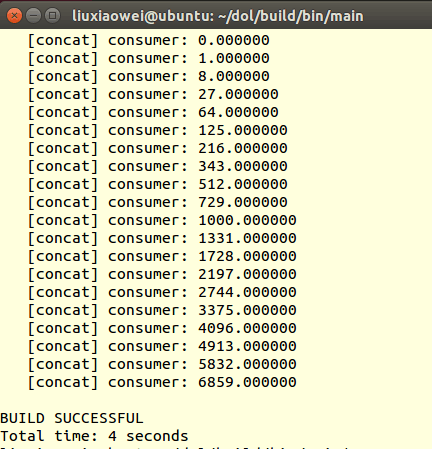 liuxiaowei@ubuntu: ~/dol/build/bin/main
[concat] consumer: 0.000000
[concat] consumer: 1.000000
[concat] consumer: 8.000000
[concat] consumer: 27.000000
[concat] consumer: 64.000000
[concat] consumer: 125.000000
[concat] consumer: 216.000000
[concat] consumer: 343.000000
[concat] consumer: 512.000000
[concat] consumer: 729.000000
[concat] consumer: 1000.000000
[concat] consumer: 1331.000000
[concat] consumer: 1728.000000
[concat] consumer: 2197.000000
[concat] consumer: 2744.000000
[concat] consumer: 3375.000000
[concat] consumer: 4096.000000
[concat] consumer: 4913.000000
[concat] consumer: 5832.000000
[concat] consumer: 6859.000000
BUILD SUCCESSFUL
Total time: 4 seconds